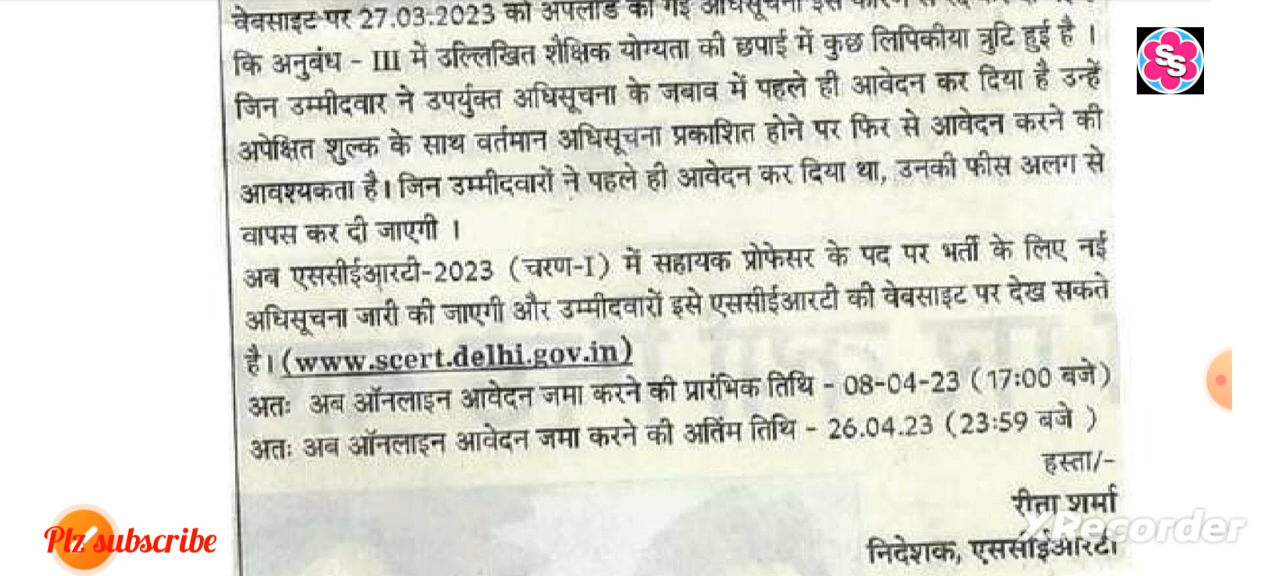 वेबसाइट पर 27.03.2023 को अपलोड की गई अधिसूचना इस कारण से रद्द
कि अनुबंध - III में उल्लिखित शैक्षिक योग्यता की छपाई में कुछ लिपिकीया त्रुटि हुई है ।
जिन उम्मीदवार ने उपर्युक्त अधिसूचना के जबाव में पहले ही आवेदन कर दिया है उन्हें
अपेक्षित शुल्क के साथ वर्तमान अधिसूचना प्रकाशित होने पर फिर से आवेदन करने की
आवश्यकता है। जिन उम्मीदवारों ने पहले ही आवेदन कर दिया था, उनकी फीस अलग से
वापस कर दी जाएगी ।
अब एससीईआरटी-2023 (चरण-I) में सहायक प्रोफेसर के पद पर भर्ती के लिए नई
अधिसूचना जारी की जाएगी और उम्मीदवारों इसे एससीईआरटी की वेबसाइट पर देख सकते
है। (www.scert.delhi.gov.in)
अतः अब ऑनलाइन आवेदन जमा करने की प्रारंभिक तिथि - 08-04-23 (17:00 बजे)
अतः अब ऑनलाइन आवेदन जमा करने की अतिंम तिथि - 26.04.23 (23:59 बजे )
हस्ता/-
रीता शर्मा
निदेशक, एससीईआरटी
SS
Plz subscribe
XRecorder